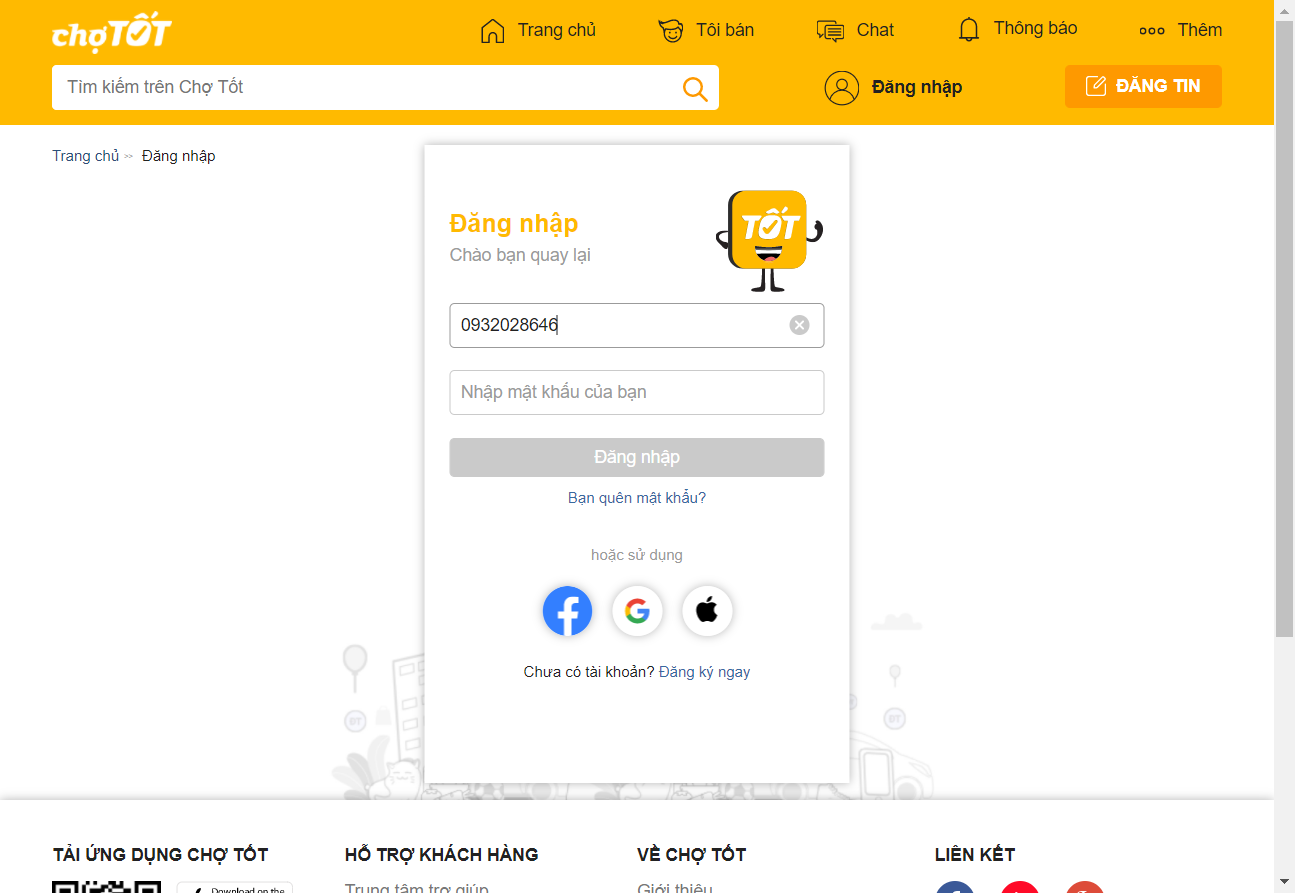 chợTỐT
Trang chủ
Tôi bán
Chat
Thông báo
Thêm
Tìm kiếm trên Chợ Tốt
Đăng nhập
ĐĂNG TIN
Trang chủ >> Đăng nhập
Đăng nhập
Chào bạn quay lại
TỐT
0932028646
Nhập mật khẩu của bạn
Đăng nhập
Bạn quên mật khẩu?
hoặc sử dụng
Chưa có tài khoản? Đăng ký ngay
ĐT
ĐT
TẢI ỨNG DỤNG CHỢ TỐT
HỖ TRỢ KHÁCH HÀNG
VỀ CHỢ TỐT
LIÊN KẾT
Download on the
Trung tâm trợ giúp
Giới thiệu